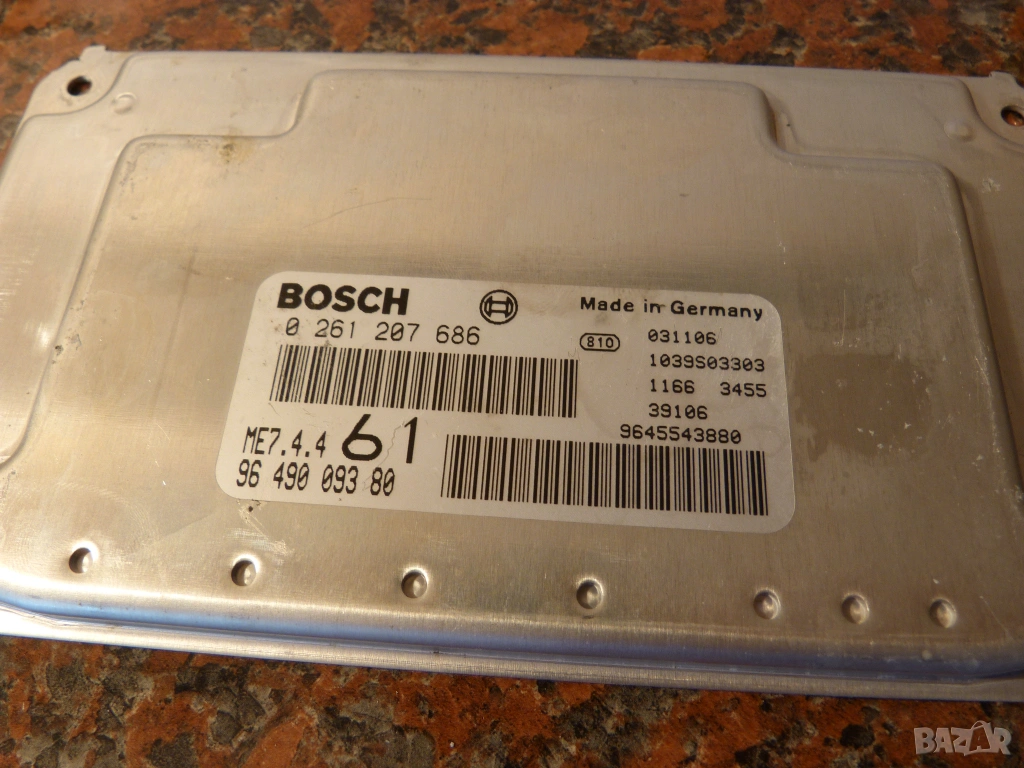 BOSCH
Made in Germany
0 261 207 686
810
031106
1039S03303
1166 3455
39106
9645543880
ME7.4.4 61
96 490 093 80
BAZAR